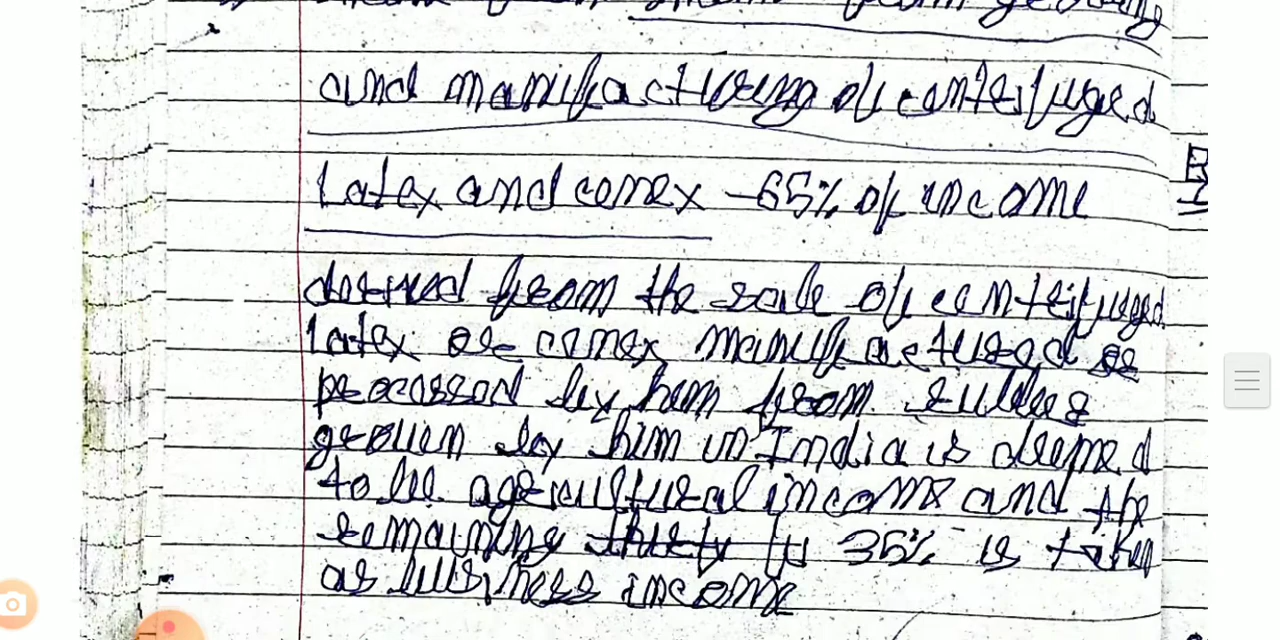 and manufacturing of centrifuged
Latex and cenex - 65% of income
derived from the sale of centrifuged
latex or cenex manufactured or
processed by him from rubber
grown by him in India is deemed
to be agricultural income and the
remaining thirty fi 35% is taken
as business income